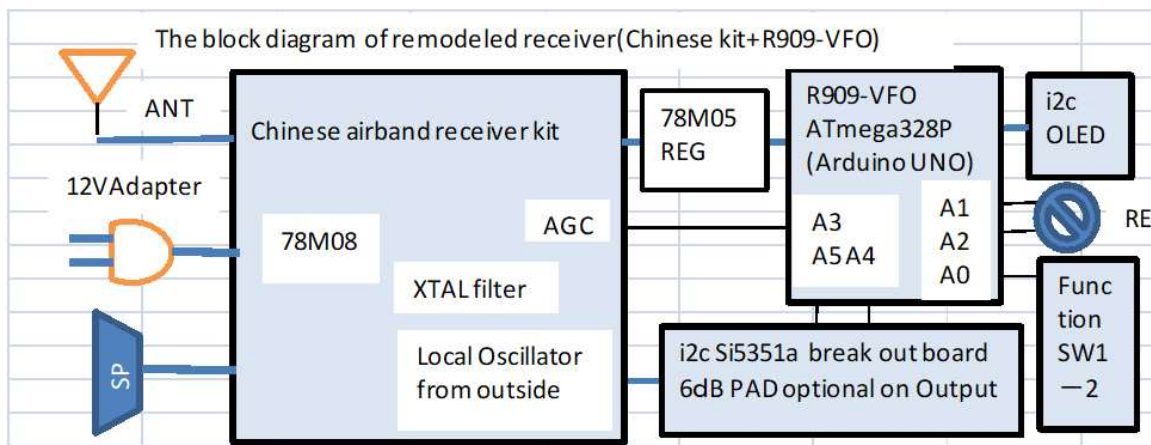 The block diagram of remodeled receiver(Chinese kit+R909-VFO)
ANT
Chinese airband receiver kit
78M05
REG
R909-VFO
ATmega328P
(Arduino UNO)
i2c
OLED
12VAdapter
78M08
AGC
A3
A5 A4
A1
A2
A0
RE
XTAL filter
Local Oscillator
from outside
SP
i2c Si5351a break out board
6dB PAD optional on Output
Func
tion
SW1
－2